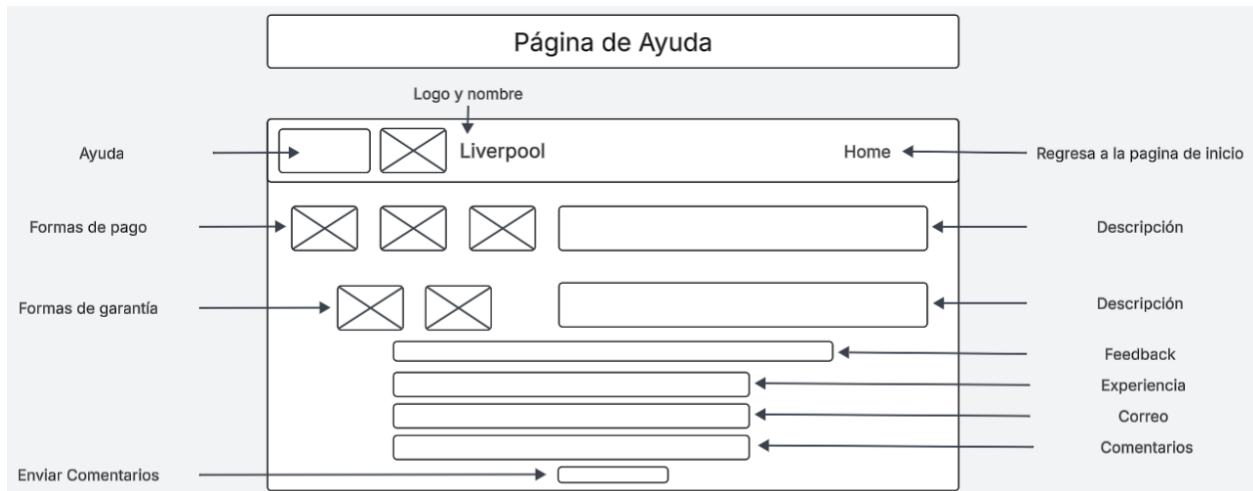 Página de Ayuda
Logo y nombre
Ayuda
Liverpool
Home
Regresa a la pagina de inicio
Formas de pago
Descripción
Formas de garantía
Descripción
Feedback
Experiencia
Correo
Comentarios
Enviar Comentarios